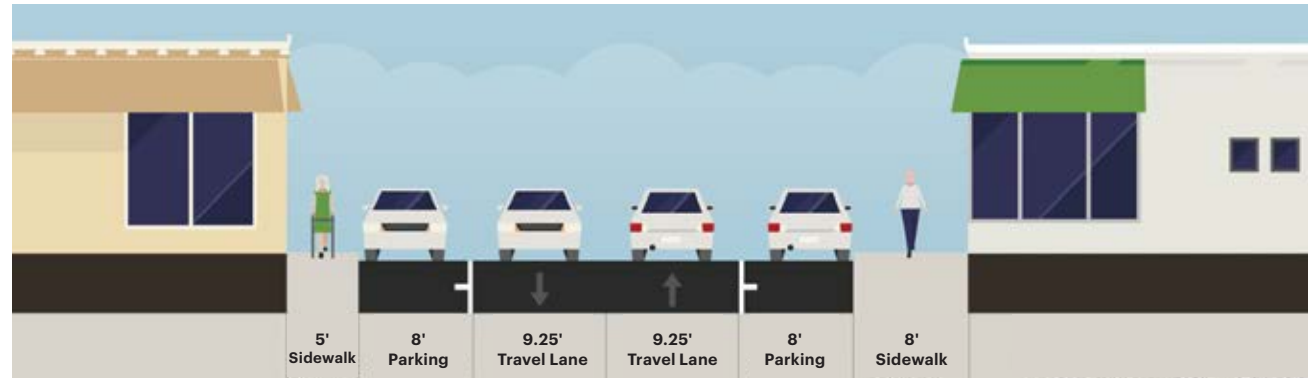 5'
Sidewalk
8'
Parking
9.25'
Travel Lane
9.25'
Travel Lane
8'
Parking
8'
Sidewalk